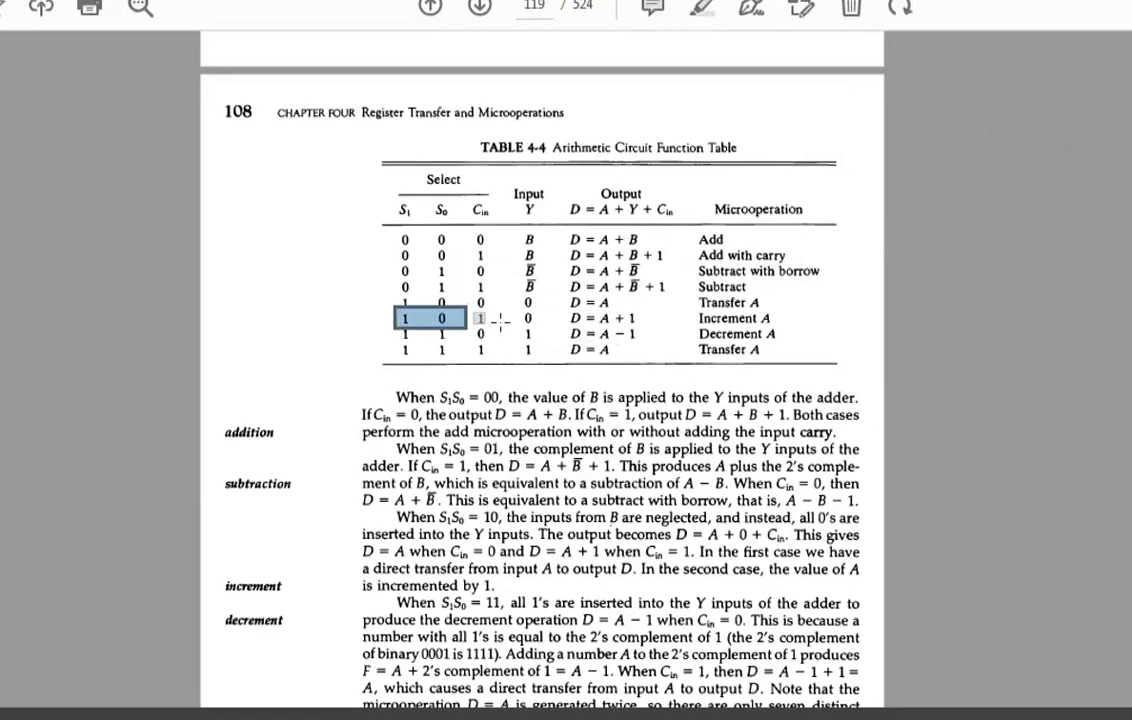 119 / 524
108 CHAPTER FOUR Register Transfer and Microoperations
TABLE 4-4 Arithmetic Circuit Function Table
Select
Input Output
S₁ S₀ Cᵢₙ Y D = A + Y + Cᵢₙ Microoperation
0 0 0 B D = A + B Add
0 0 1 B D = A + B + 1 Add with carry
0 1 0 B̅ D = A + B̅ Subtract with borrow
0 1 1 B̅ D = A + B̅ + 1 Subtract
1 0 0 0 D = A Transfer A
1 0 1 0 D = A + 1 Increment A
1 1 0 1 D = A − 1 Decrement A
1 1 1 1 D = A Transfer A
When S₁S₀ = 00, the value of B is applied to the Y inputs of the adder.
If Cᵢₙ = 0, the output D = A + B. If Cᵢₙ = 1, output D = A + B + 1. Both cases
addition perform the add microoperation with or without adding the input carry.
When S₁S₀ = 01, the complement of B is applied to the Y inputs of the
adder. If Cᵢₙ = 1, then D = A + B̅ + 1. This produces A plus the 2's comple-
subtraction ment of B, which is equivalent to a subtraction of A − B. When Cᵢₙ = 0, then
D = A + B̅. This is equivalent to a subtract with borrow, that is, A − B − 1.
When S₁S₀ = 10, the inputs from B are neglected, and instead, all 0's are
inserted into the Y inputs. The output becomes D = A + 0 + Cᵢₙ. This gives
D = A when Cᵢₙ = 0 and D = A + 1 when Cᵢₙ = 1. In the first case we have
a direct transfer from input A to output D. In the second case, the value of A
increment is incremented by 1.
When S₁S₀ = 11, all 1's are inserted into the Y inputs of the adder to
decrement produce the decrement operation D = A − 1 when Cᵢₙ = 0. This is because a
number with all 1's is equal to the 2's complement of 1 (the 2's complement
of binary 0001 is 1111). Adding a number A to the 2's complement of 1 produces
F = A + 2's complement of 1 = A − 1. When Cᵢₙ = 1, then D = A − 1 + 1 =
A, which causes a direct transfer from input A to output D. Note that the
microoperation D = A is generated twice, so there are only seven distinct